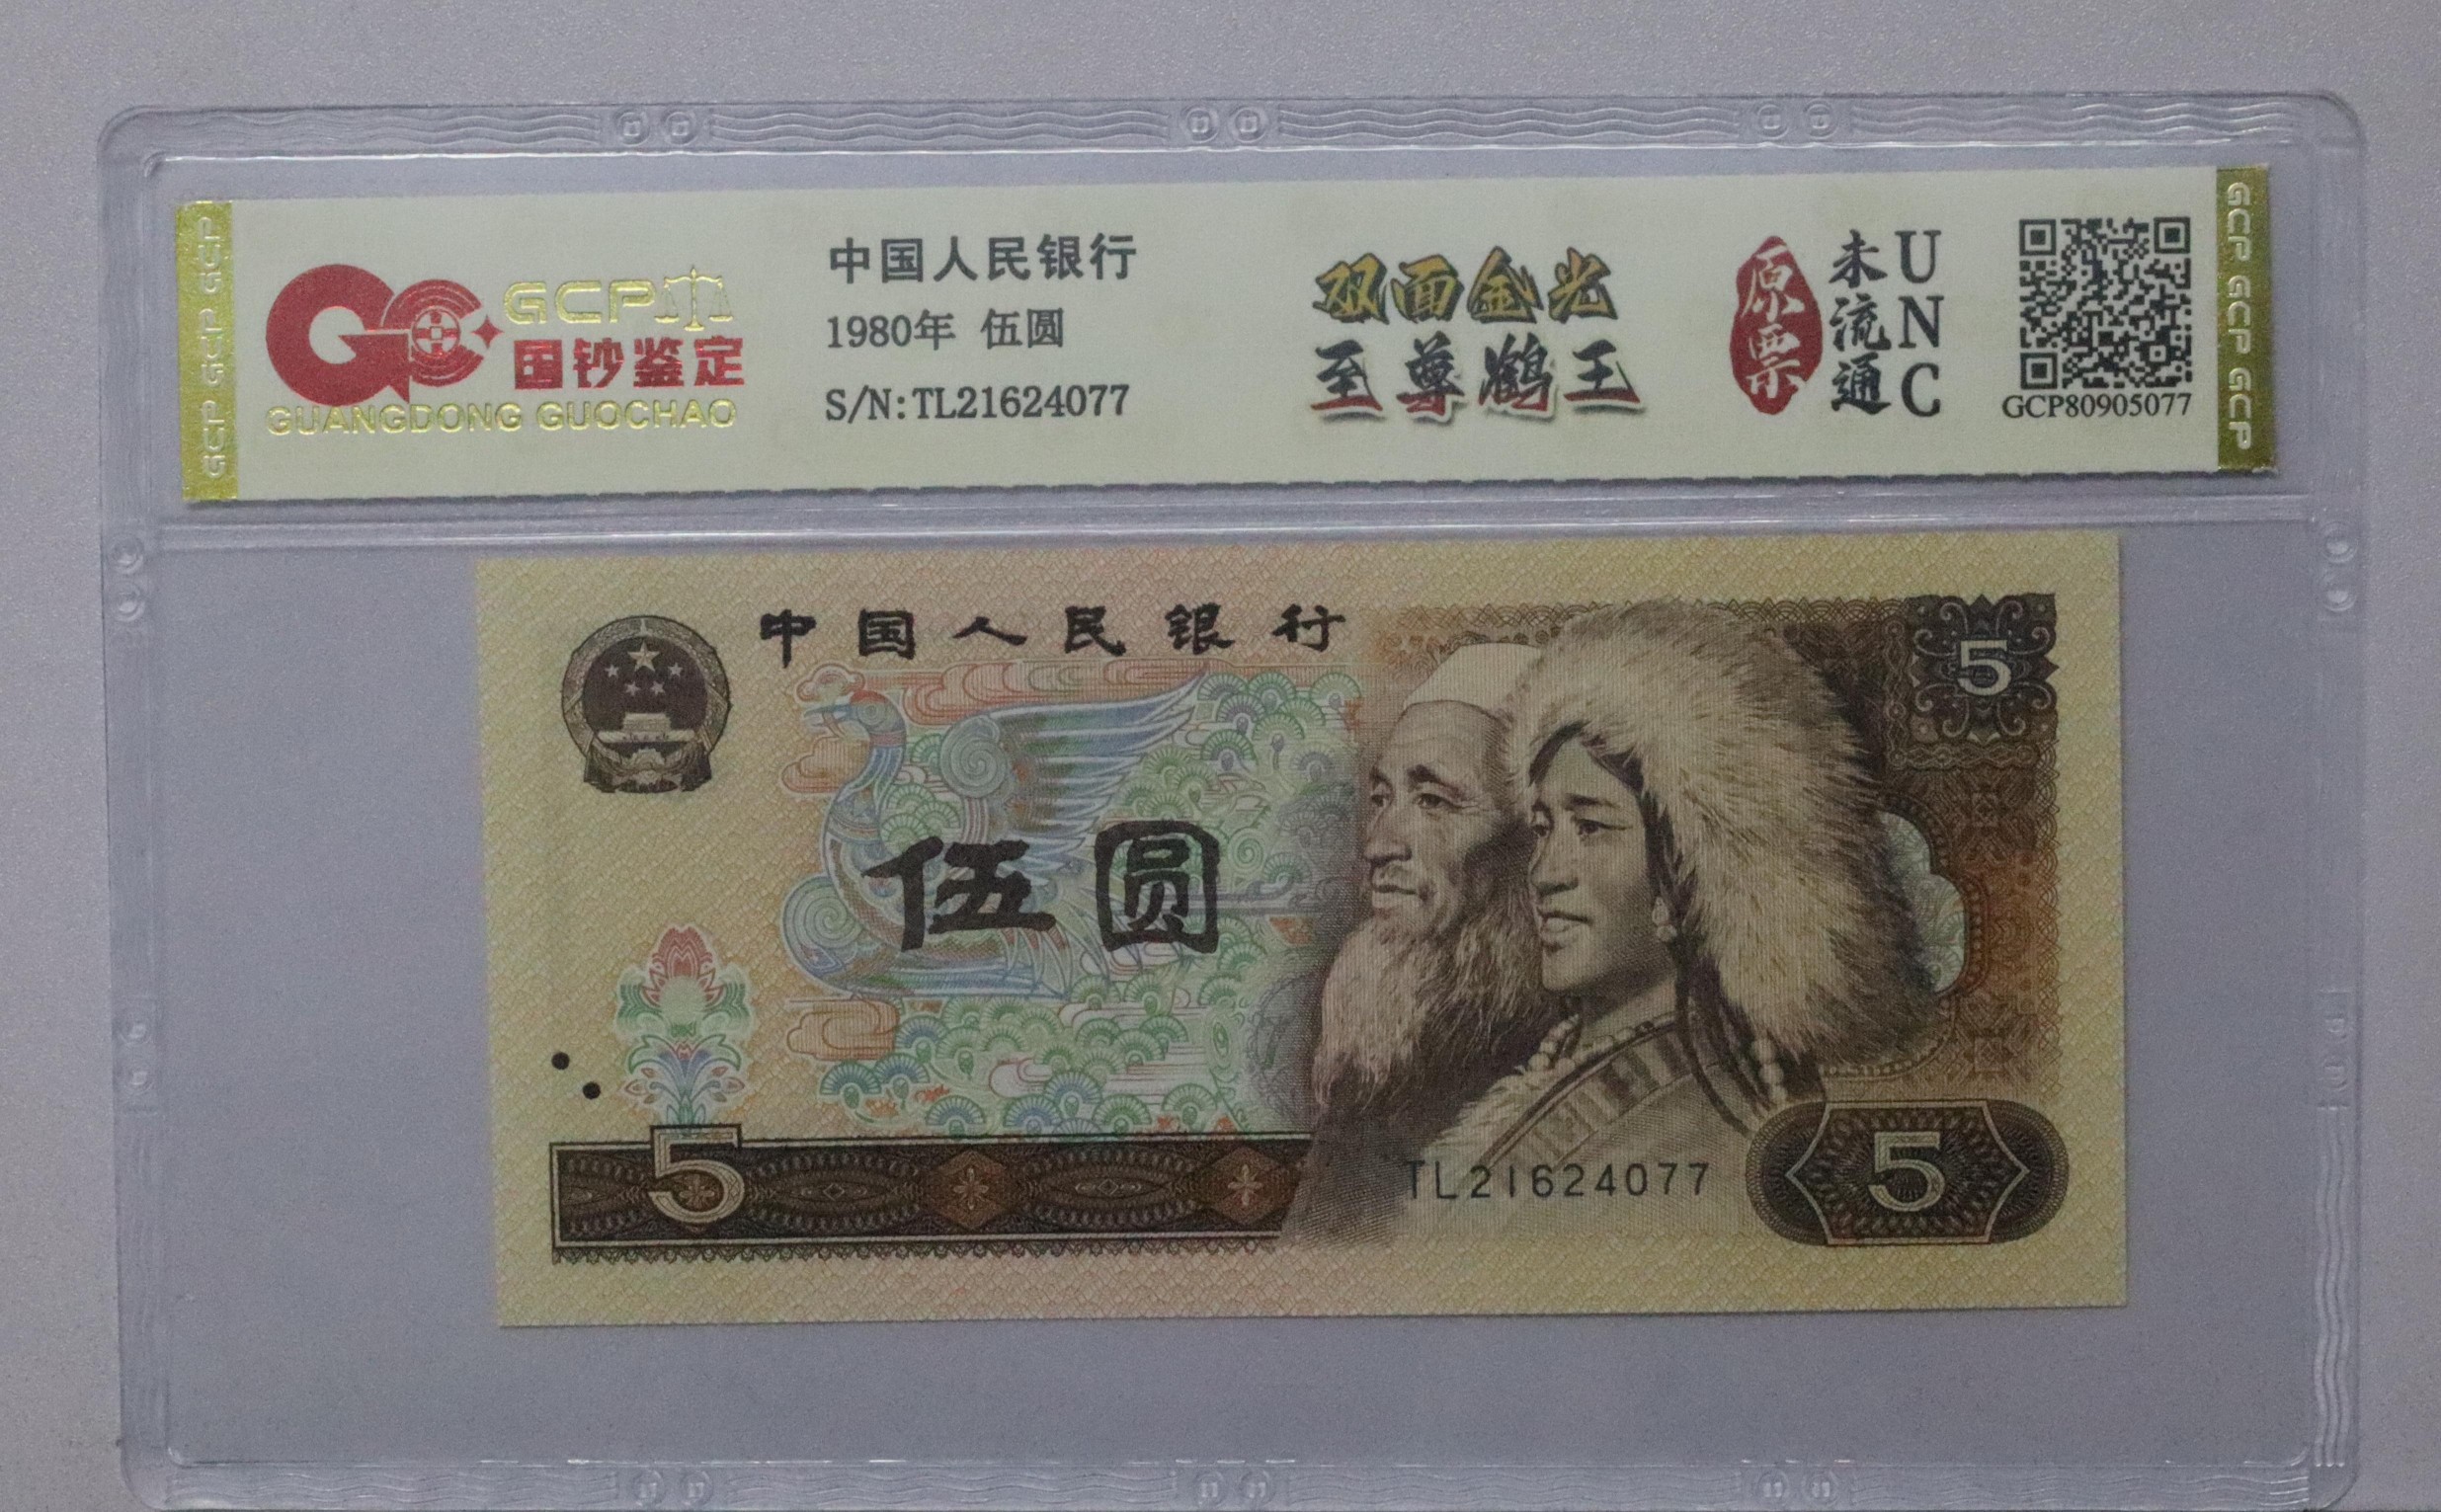 GCP GCP GCP
GCP
国钞鉴定
GUANGDONG GUOCHAO
中国人民银行
1980年 伍圆
S/N:TL21624077
双面金光
至尊鹤王
原票
未流通
UNC
GCP80905077
GCP GCP GCP
中国人民银行
5
伍圆
5
TL21624077
5